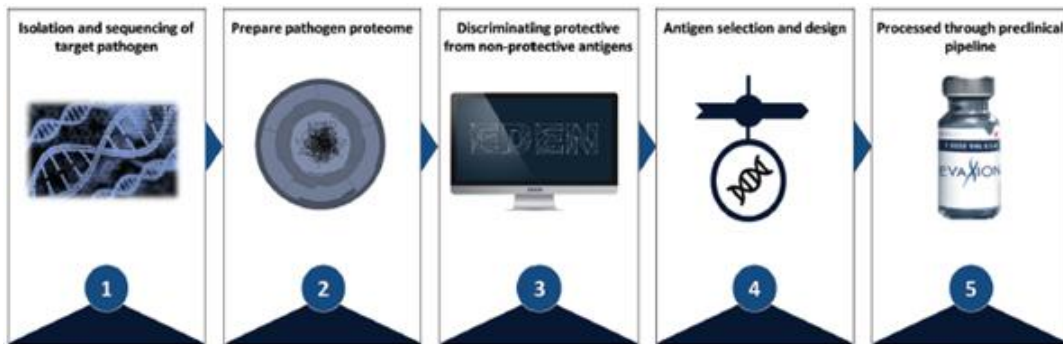 Isolation and sequencing of
target pathogen
Prepare pathogen proteome
Discriminating protective
from non-protective antigens
Antigen selection and design
Processed through preclinical
pipeline
EDEN
EVAXION
1
2
3
4
5